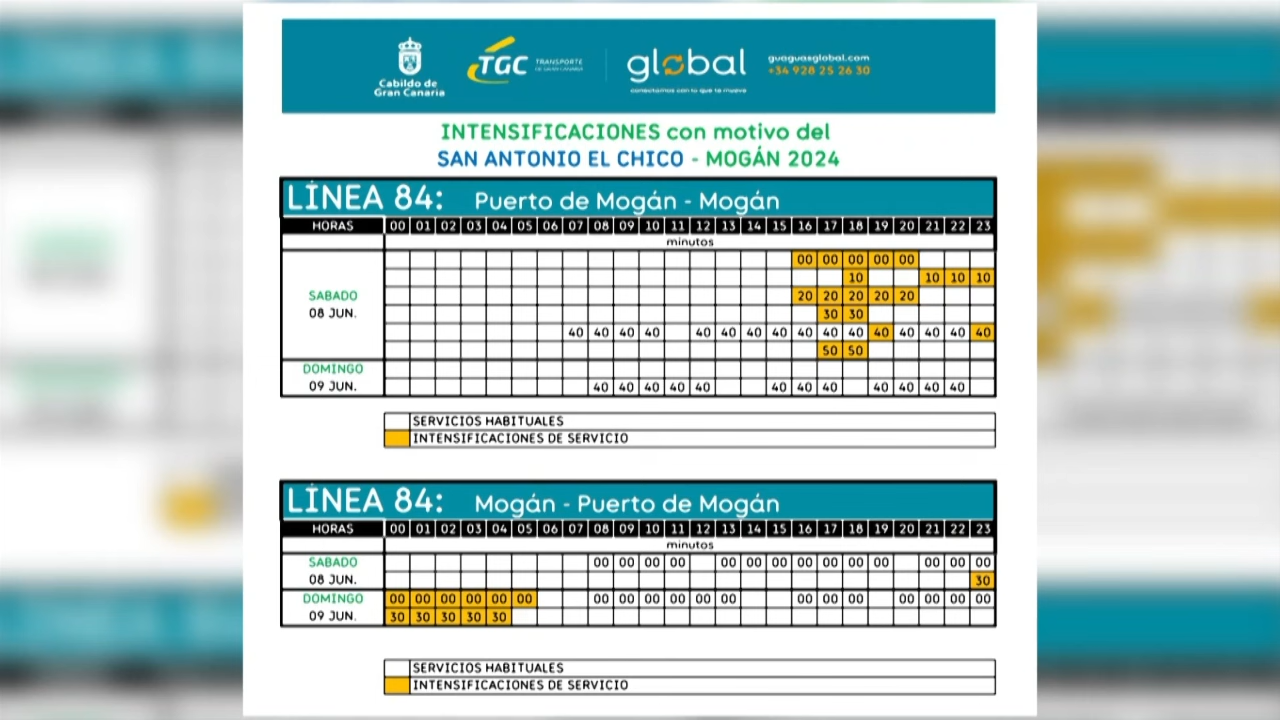 Cabildo de
Gran Canaria
TGC TRANSPORTE
DE GRAN CANARIA
global
conectamos con lo que te mueve
guaguasglobal.com
+34 928 25 26 30
INTENSIFICACIONES con motivo del
SAN ANTONIO EL CHICO - MOGÁN 2024
LÍNEA 84: Puerto de Mogán - Mogán
HORAS 00 01 02 03 04 05 06 07 08 09 10 11 12 13 14 15 16 17 18 19 20 21 22 23
minutos
00 00 00 00 00
10 10 10 10
SABADO 20 20 20 20 20
08 JUN. 30 30
40 40 40 40 40 40 40 40 40 40 40 40 40 40 40 40
50 50
DOMINGO
09 JUN. 40 40 40 40 40 40 40 40 40 40 40 40
SERVICIOS HABITUALES
INTENSIFICACIONES DE SERVICIO
LÍNEA 84: Mogán - Puerto de Mogán
HORAS 00 01 02 03 04 05 06 07 08 09 10 11 12 13 14 15 16 17 18 19 20 21 22 23
minutos
SABADO 00 00 00 00 00 00 00 00 00 00 00 00 00 00
08 JUN. 30
DOMINGO 00 00 00 00 00 00 00 00 00 00 00 00 00 00 00 00 00 00 00
09 JUN. 30 30 30 30 30
SERVICIOS HABITUALES
INTENSIFICACIONES DE SERVICIO